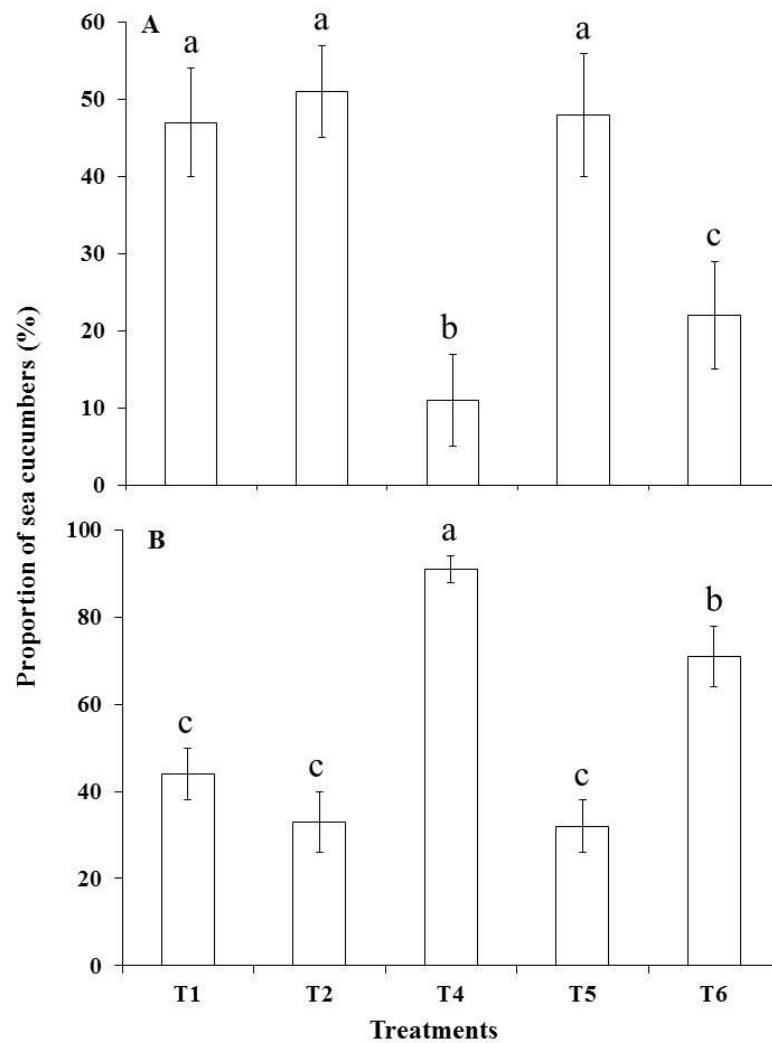 A
60
50
40
30
20
10
0
a
a
b
a
c
B
100
80
60
40
20
0
c
c
a
c
b
T1 T2 T4 T5 T6
Treatments
Proportion of sea cucumbers (%)